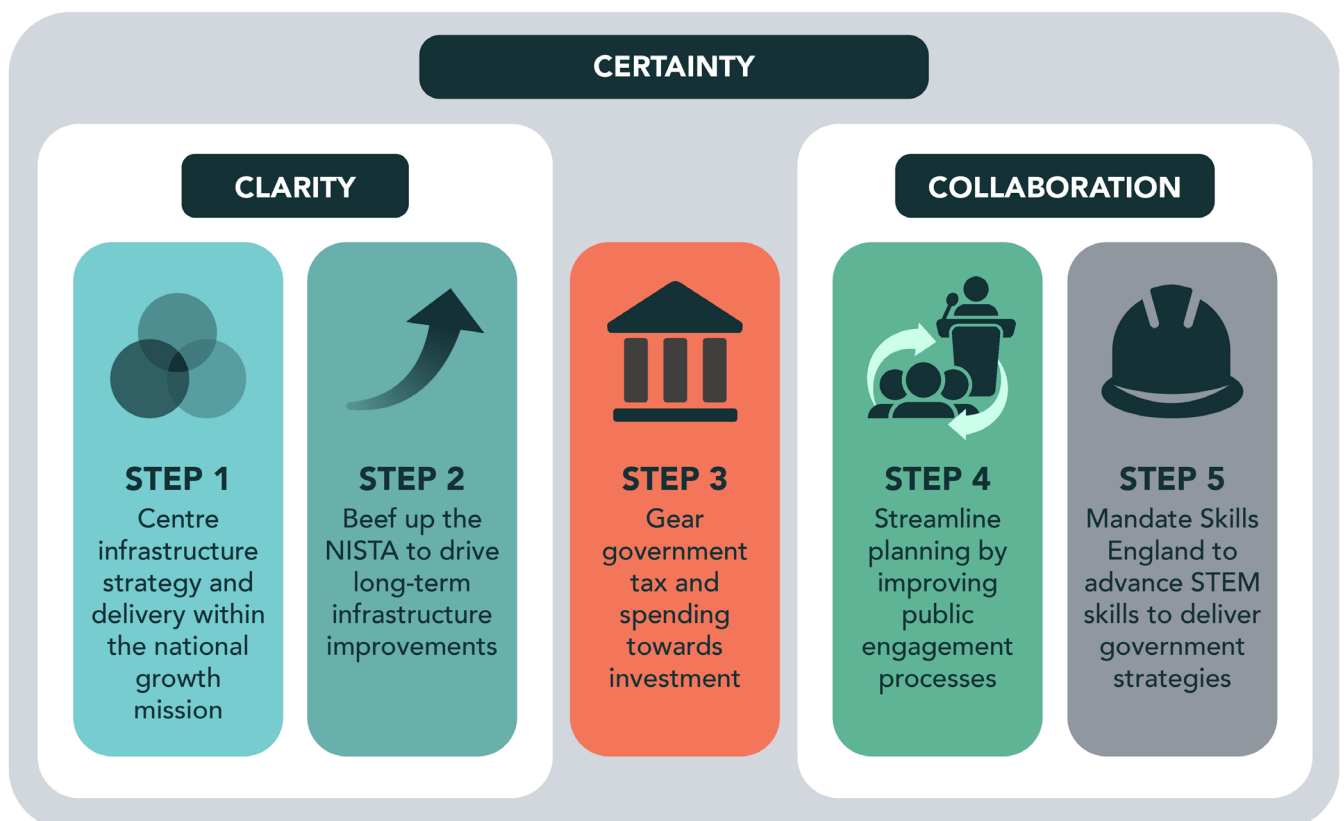 CERTAINTY
CLARITY
COLLABORATION
STEP 1
Centre
infrastructure
strategy and
delivery within
the national
growth
mission
STEP 2
Beef up the
NISTA to drive
long-term
infrastructure
improvements
STEP 3
Gear
government
tax and
spending
towards
investment
STEP 4
Streamline
planning by
improving
public
engagement
processes
STEP 5
Mandate Skills
England to
advance STEM
skills to deliver
government
strategies